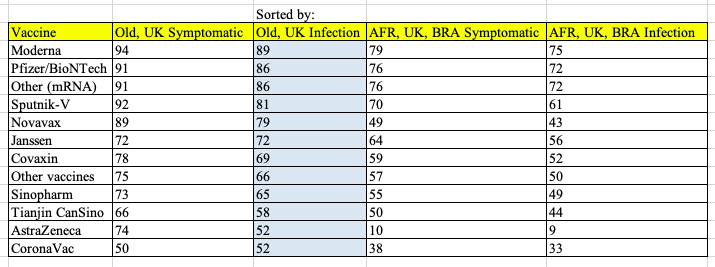 Sorted by:
Vaccine Old, UK Symptomatic Old, UK Infection AFR, UK, BRA Symptomatic AFR, UK, BRA Infection
Moderna 94 89 79 75
Pfizer/BioNTech 91 86 76 72
Other (mRNA) 91 86 76 72
Sputnik-V 92 81 70 61
Novavax 89 79 49 43
Janssen 72 72 64 56
Covaxin 78 69 59 52
Other vaccines 75 66 57 50
Sinopharm 73 65 55 49
Tianjin CanSino 66 58 50 44
AstraZeneca 74 52 10 9
CoronaVac 50 52 38 33